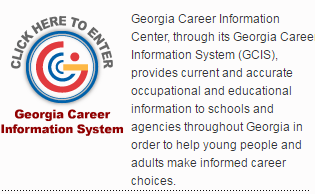 CLICK HERE TO ENTER
Georgia Career
Information System
Georgia Career Information
Center, through its Georgia Caree
Information System (GCIS),
provides current and accurate
occupational and educational
information to schools and
agencies throughout Georgia in
order to help young people and
adults make informed career
choices.